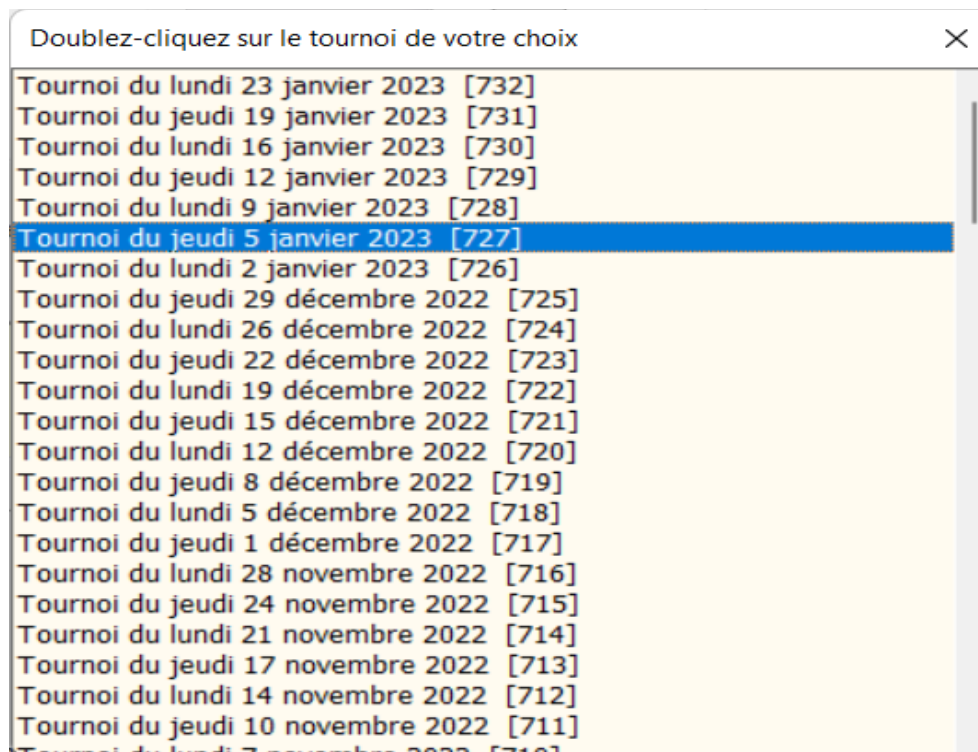 Doublez-cliquez sur le tournoi de votre choix
Tournoi du lundi 23 janvier 2023 [732]
Tournoi du jeudi 19 janvier 2023 [731]
Tournoi du lundi 16 janvier 2023 [730]
Tournoi du jeudi 12 janvier 2023 [729]
Tournoi du lundi 9 janvier 2023 [728]
Tournoi du jeudi 5 janvier 2023 [727]
Tournoi du lundi 2 janvier 2023 [726]
Tournoi du jeudi 29 décembre 2022 [725]
Tournoi du lundi 26 décembre 2022 [724]
Tournoi du jeudi 22 décembre 2022 [723]
Tournoi du lundi 19 décembre 2022 [722]
Tournoi du jeudi 15 décembre 2022 [721]
Tournoi du lundi 12 décembre 2022 [720]
Tournoi du jeudi 8 décembre 2022 [719]
Tournoi du lundi 5 décembre 2022 [718]
Tournoi du jeudi 1 décembre 2022 [717]
Tournoi du lundi 28 novembre 2022 [716]
Tournoi du jeudi 24 novembre 2022 [715]
Tournoi du lundi 21 novembre 2022 [714]
Tournoi du jeudi 17 novembre 2022 [713]
Tournoi du lundi 14 novembre 2022 [712]
Tournoi du jeudi 10 novembre 2022 [711]
Tournoi du lundi 7 novembre 2022 [710]